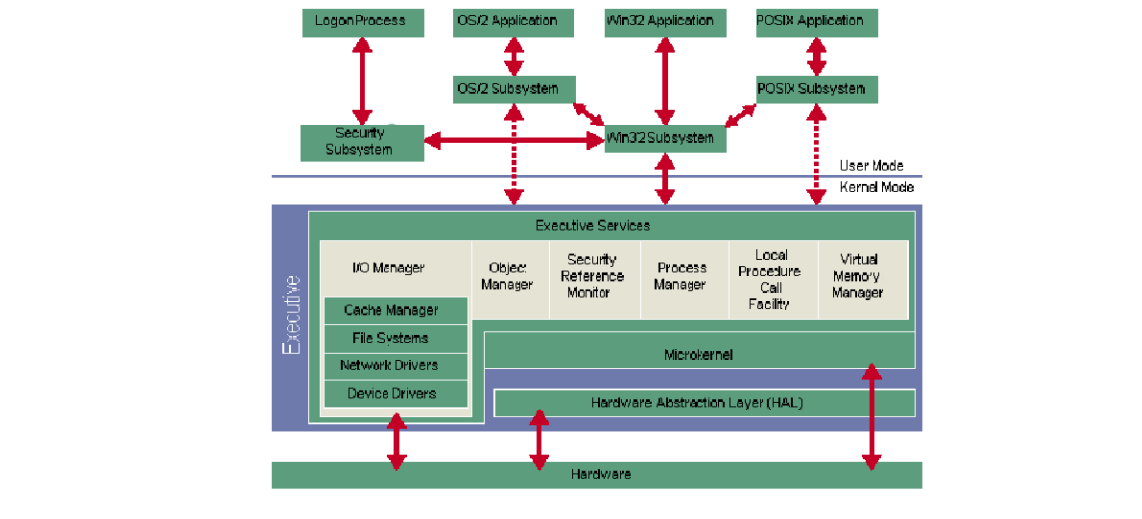 Logon Process
OS/2 Application
Win32 Application
POSIX Application
OS/2 Subsystem
POSIX Subsystem
Security
Subsystem
Win32 Subsystem
User Mode
Kernel Mode
Executive
Executive Services
I/O Manager
Object
Manager
Security
Reference
Monitor
Process
Manager
Local
Procedure
Call
Facility
Virtual
Memory
Manager
Cache Manager
File Systems
Network Drivers
Device Drivers
Microkernel
Hardware Abstraction Layer (HAL)
Hardware